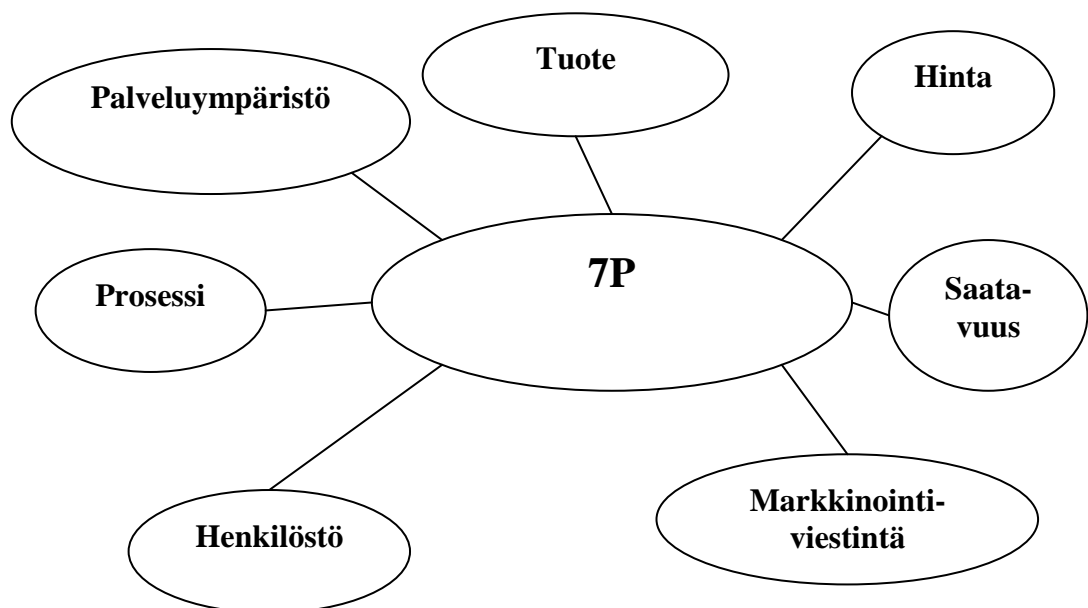 Tuote
Hinta
Palveluympäristö
7P
Prosessi
Saata-
vuus
Markkinointi-
viestintä
Henkilöstö